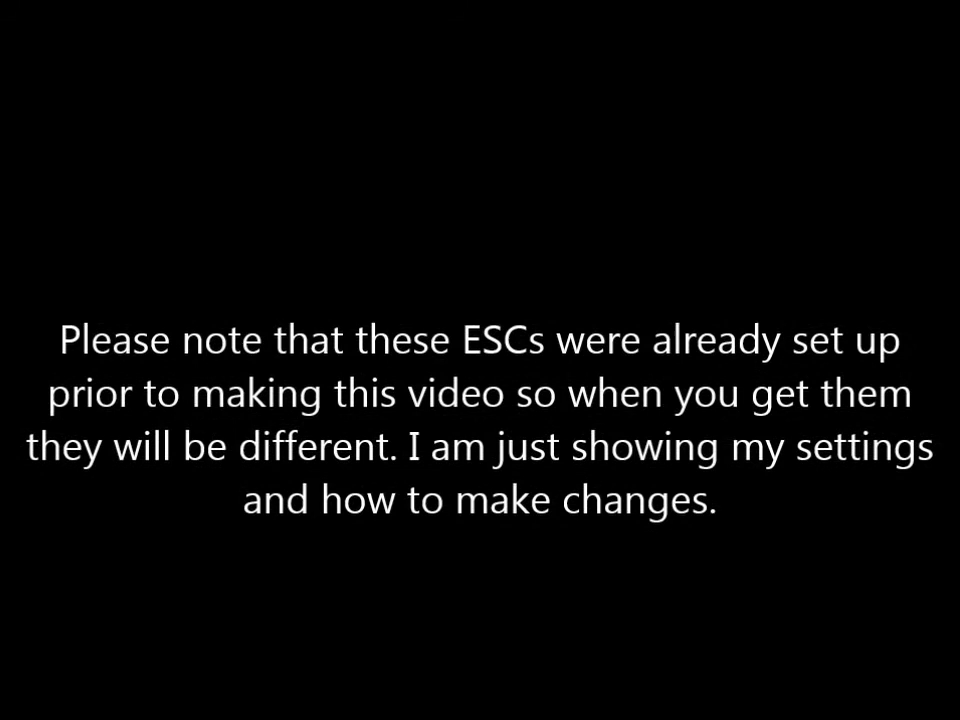 Please note that these ESCs were already set up
prior to making this video so when you get them
they will be different. I am just showing my settings
and how to make changes.